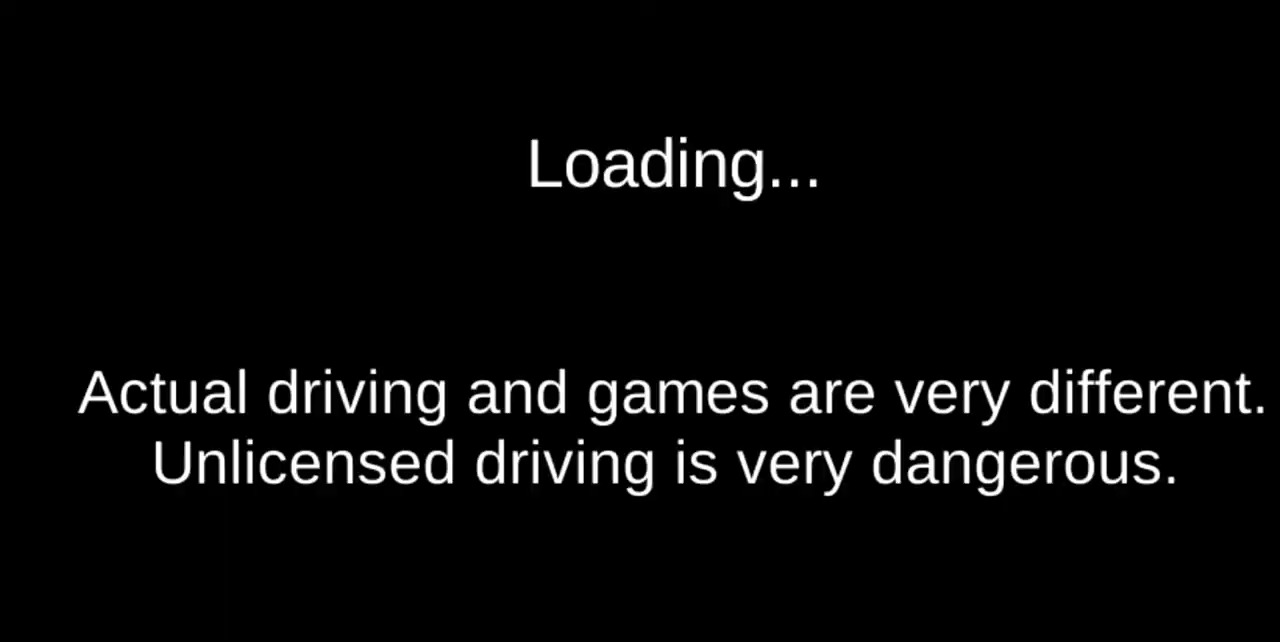 Loading...
Actual driving and games are very different.
Unlicensed driving is very dangerous.